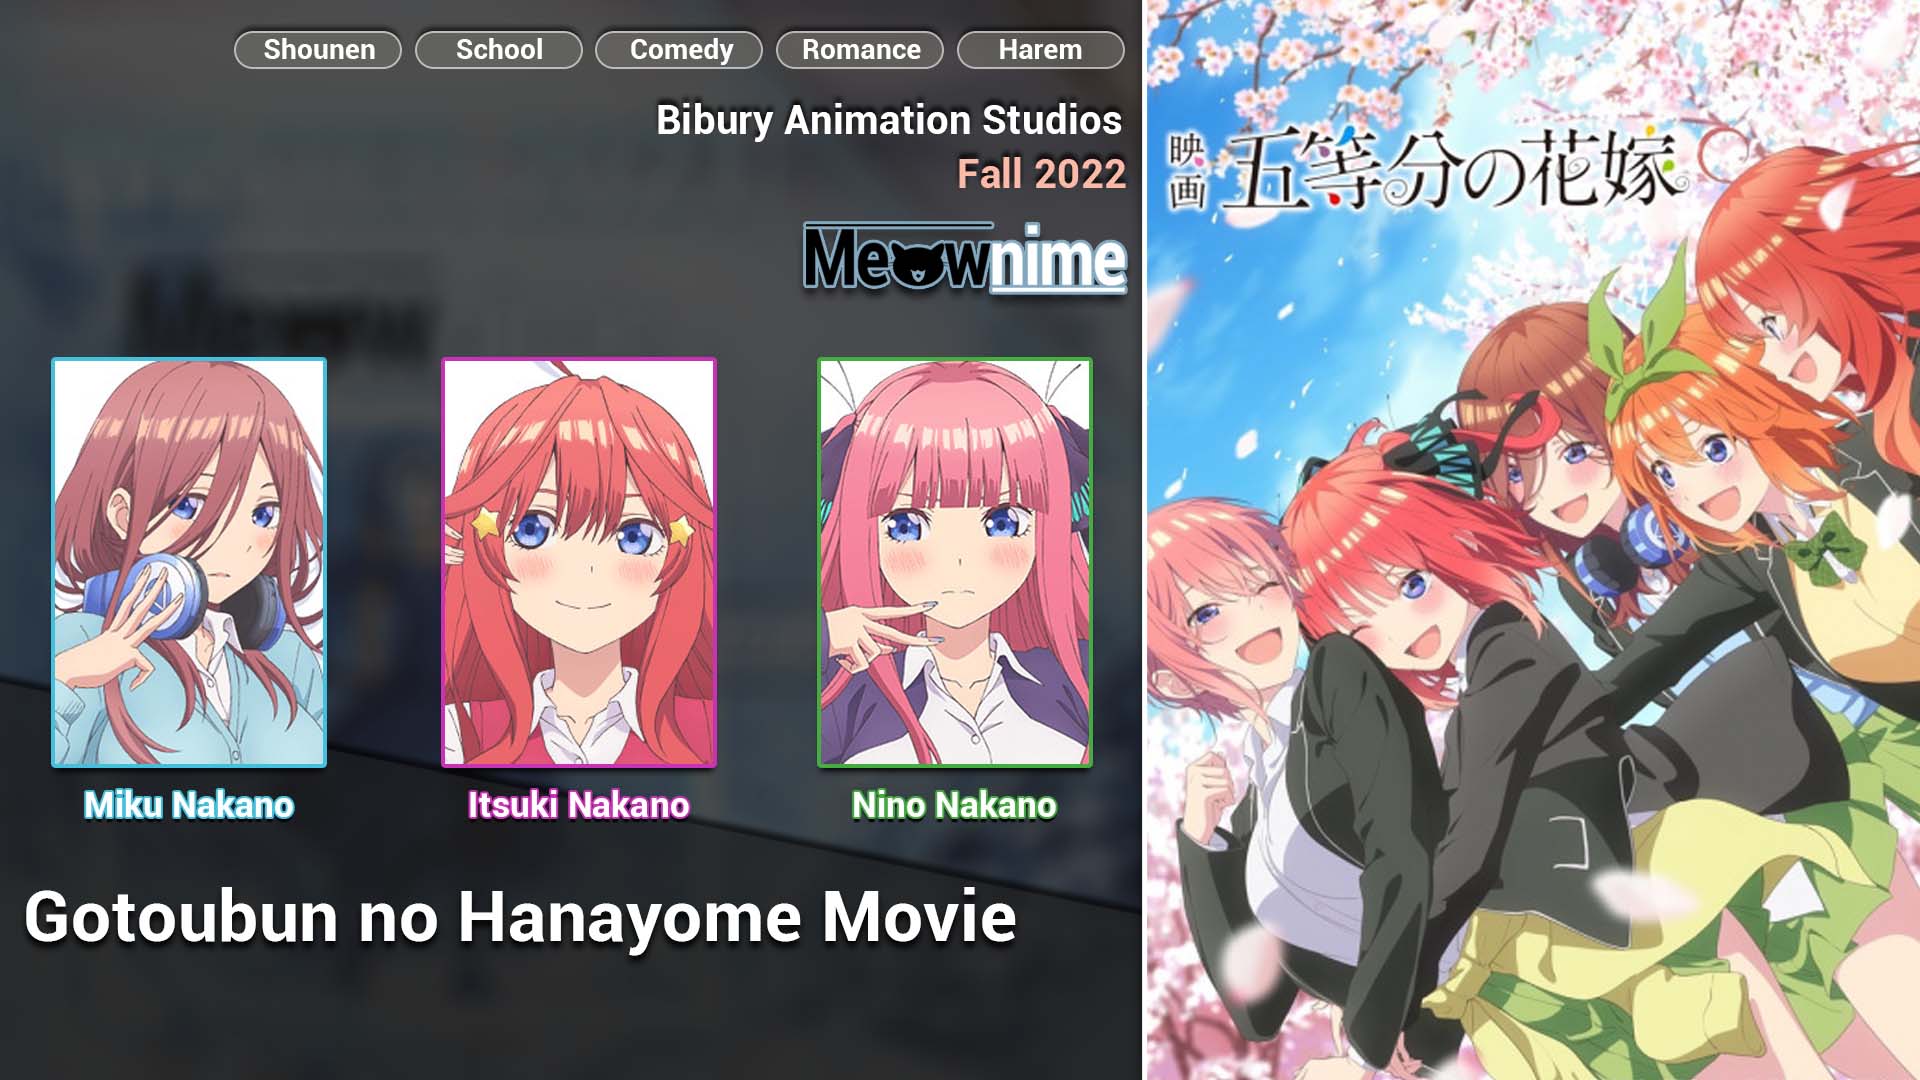 Shounen School Comedy Romance Harem
Bibury Animation Studios
Fall 2022
Meownime
Miku Nakano Itsuki Nakano Nino Nakano
Gotoubun no Hanayome Movie
映画 五等分の花嫁